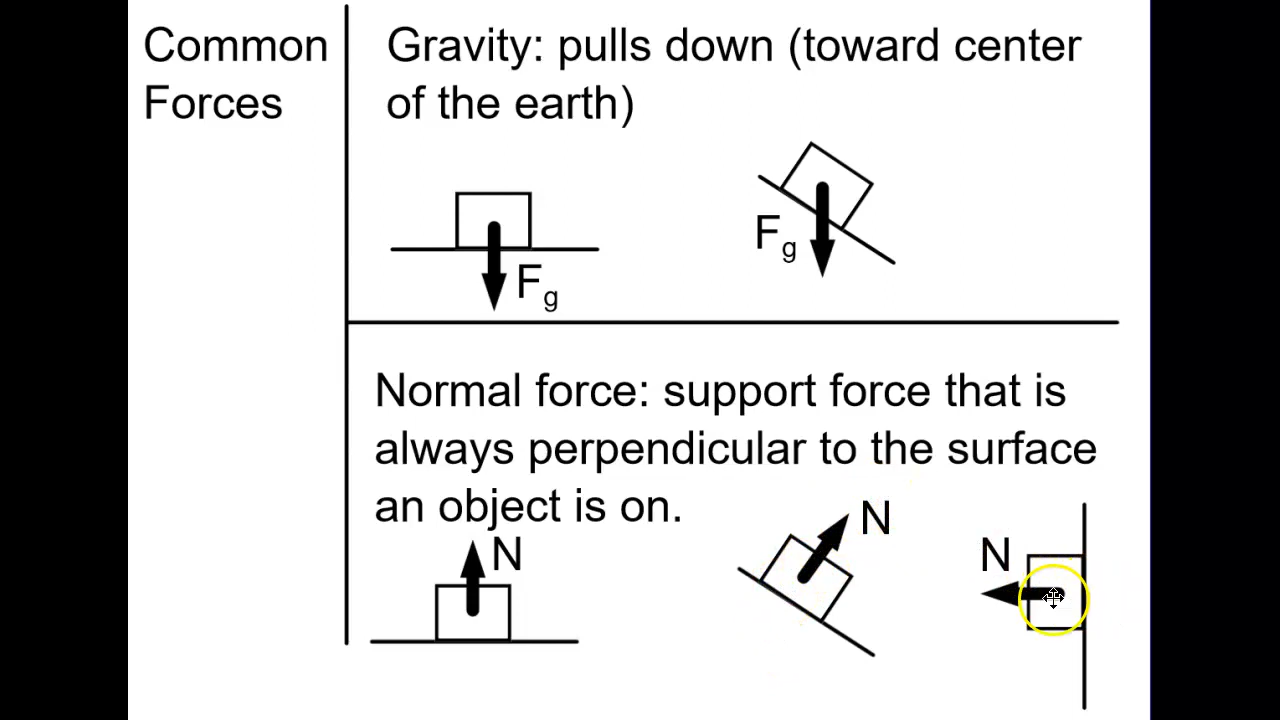 Common
Forces
Gravity: pulls down (toward center
of the earth)
Fg
Fg
Normal force: support force that is
always perpendicular to the surface
an object is on.
N
N
N